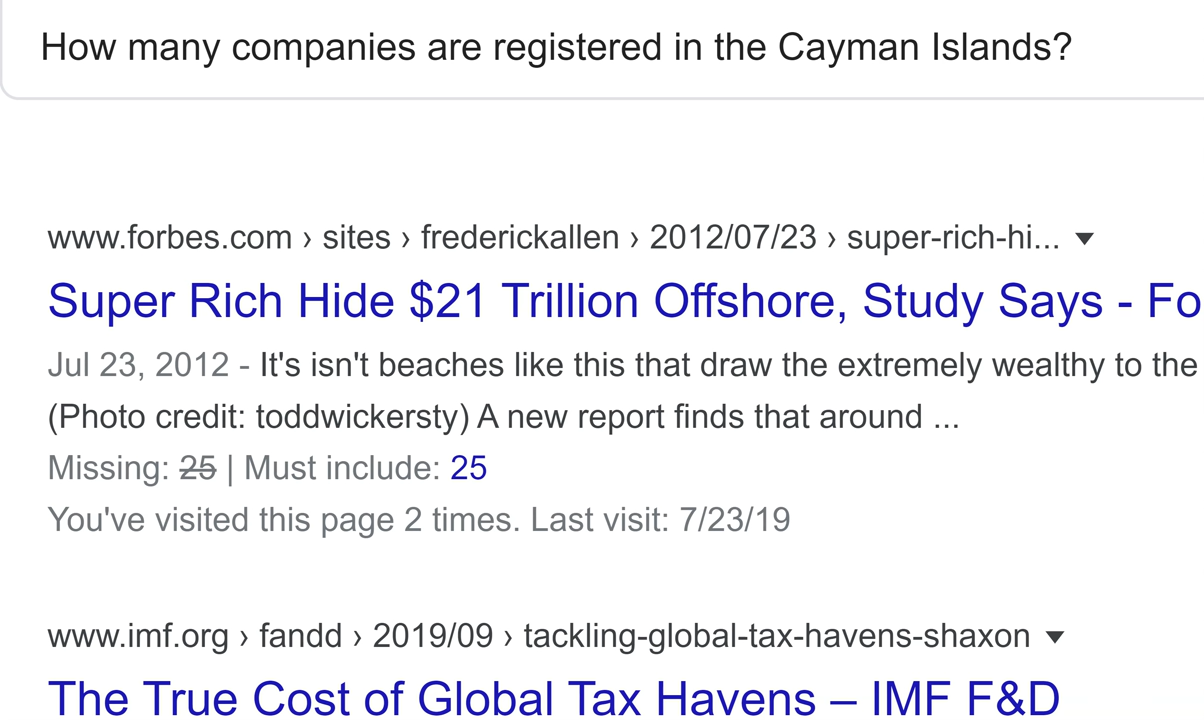 How many companies are registered in the Cayman Islands?
www.forbes.com › sites › frederickallen › 2012/07/23 › super-rich-hi...
Super Rich Hide $21 Trillion Offshore, Study Says - Fo
Jul 23, 2012 - It's isn't beaches like this that draw the extremely wealthy to the
(Photo credit: toddwickersty) A new report finds that around ...
Missing: 25 | Must include: 25
You've visited this page 2 times. Last visit: 7/23/19
www.imf.org › fandd › 2019/09 › tackling-global-tax-havens-shaxon
The True Cost of Global Tax Havens – IMF F&D